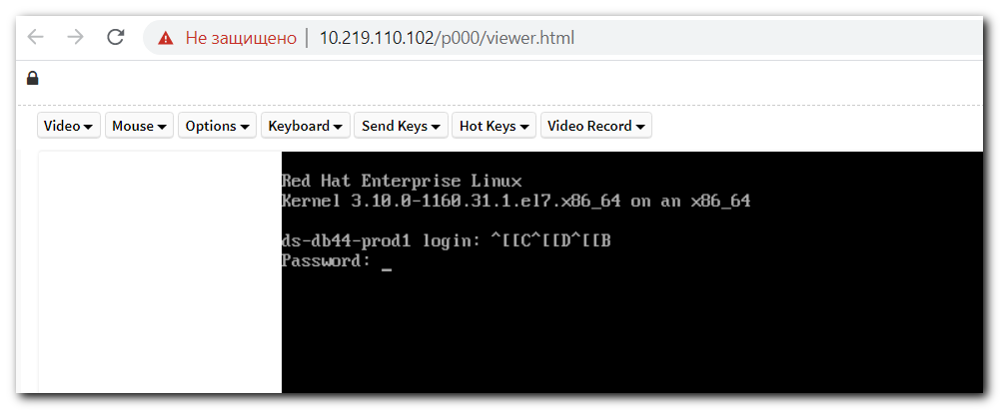 Не защищено | 10.219.110.102/p000/viewer.html
Video Mouse Options Keyboard Send Keys Hot Keys Video Record
Red Hat Enterprise Linux
Kernel 3.10.0-1160.31.1.el7.x86_64 on an x86_64
ds-db44-prod1 login: ^[[C^[[D^[[B
Password: _